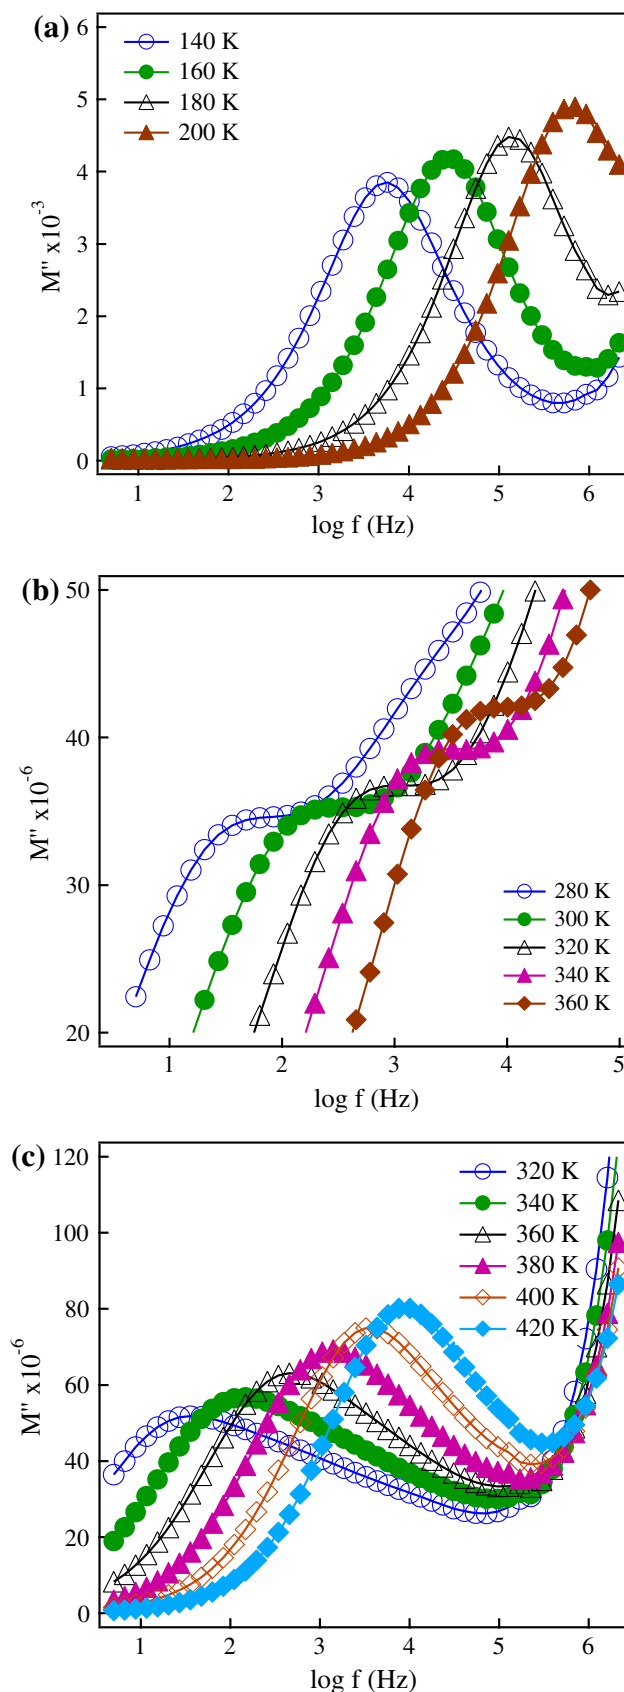 (a)
140 K
160 K
180 K
200 K
6
5
4
3
2
1
0
M" x10-3
1 2 3 4 5 6
log f (Hz)
(b)
50
40
30
20
M" x10-6
280 K
300 K
320 K
340 K
360 K
1 2 3 4 5
log f (Hz)
(c)
120
100
80
60
40
20
0
M" x10-6
320 K
340 K
360 K
380 K
400 K
420 K
1 2 3 4 5 6
log f (Hz)